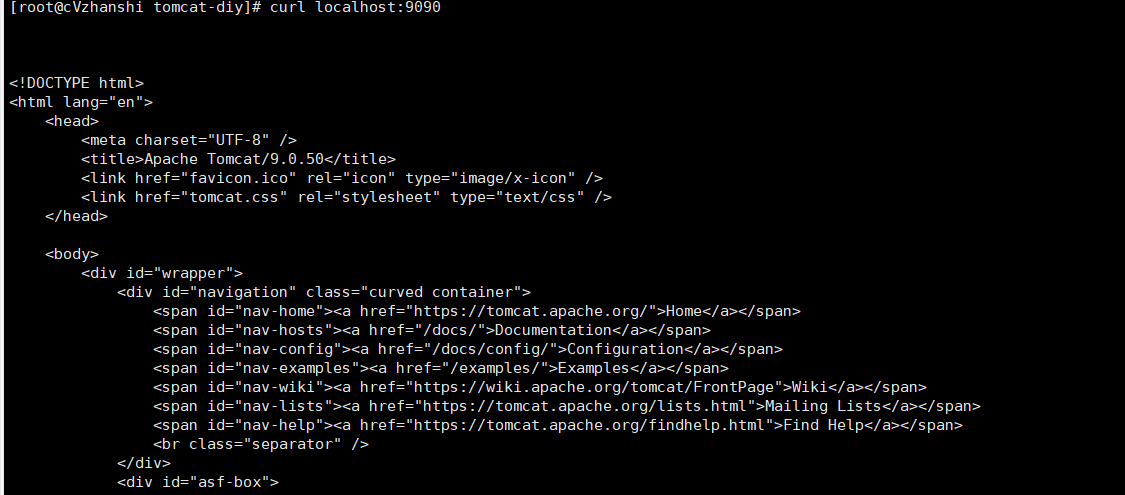 [root@cVzhanshi tomcat-diy]# curl localhost:9090
<!DOCTYPE html>
<html lang="en">
    <head>
        <meta charset="UTF-8" />
        <title>Apache Tomcat/9.0.50</title>
        <link href="favicon.ico" rel="icon" type="image/x-icon" />
        <link href="tomcat.css" rel="stylesheet" type="text/css" />
    </head>

    <body>
        <div id="wrapper">
            <div id="navigation" class="curved container">
                <span id="nav-home"><a href="https://tomcat.apache.org/">Home</a></span>
                <span id="nav-hosts"><a href="/docs/">Documentation</a></span>
                <span id="nav-config"><a href="/docs/config/">Configuration</a></span>
                <span id="nav-examples"><a href="/examples/">Examples</a></span>
                <span id="nav-wiki"><a href="https://wiki.apache.org/tomcat/FrontPage">Wiki</a></span>
                <span id="nav-lists"><a href="https://tomcat.apache.org/lists.html">Mailing Lists</a></span>
                <span id="nav-help"><a href="https://tomcat.apache.org/findhelp.html">Find Help</a></span>
                <br class="separator" />
            </div>
            <div id="asf-box">